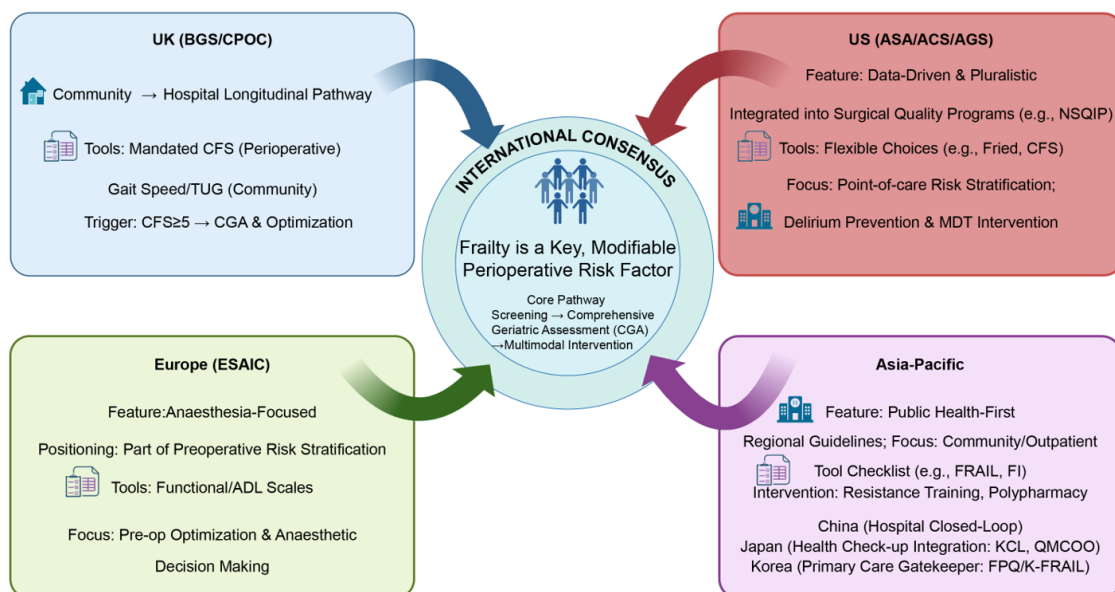 UK (BGS/CPOC)
Community → Hospital Longitudinal Pathway
Tools: Mandated CFS (Perioperative)
Gait Speed/TUG (Community)
Trigger: CFS≥5 → CGA & Optimization
US (ASA/ACS/AGS)
Feature: Data-Driven & Pluralistic
Integrated into Surgical Quality Programs (e.g., NSQIP)
Tools: Flexible Choices (e.g., Fried, CFS)
Focus: Point-of-care Risk Stratification;
Delirium Prevention & MDT Intervention
INTERNATIONAL CONSENSUS
Frailty is a Key, Modifiable
Perioperative Risk Factor
Core Pathway
Screening → Comprehensive
Geriatric Assessment (CGA)
→Multimodal Intervention
Europe (ESAIC)
Feature:Anaesthesia-Focused
Positioning: Part of Preoperative Risk Stratification
Tools: Functional/ADL Scales
Focus: Pre-op Optimization & Anaesthetic
Decision Making
Asia-Pacific
Feature: Public Health-First
Regional Guidelines; Focus: Community/Outpatient
Tool Checklist (e.g., FRAIL, FI)
Intervention: Resistance Training, Polypharmacy
China (Hospital Closed-Loop)
Japan (Health Check-up Integration: KCL, QMCOO)
Korea (Primary Care Gatekeeper: FPQ/K-FRAIL)